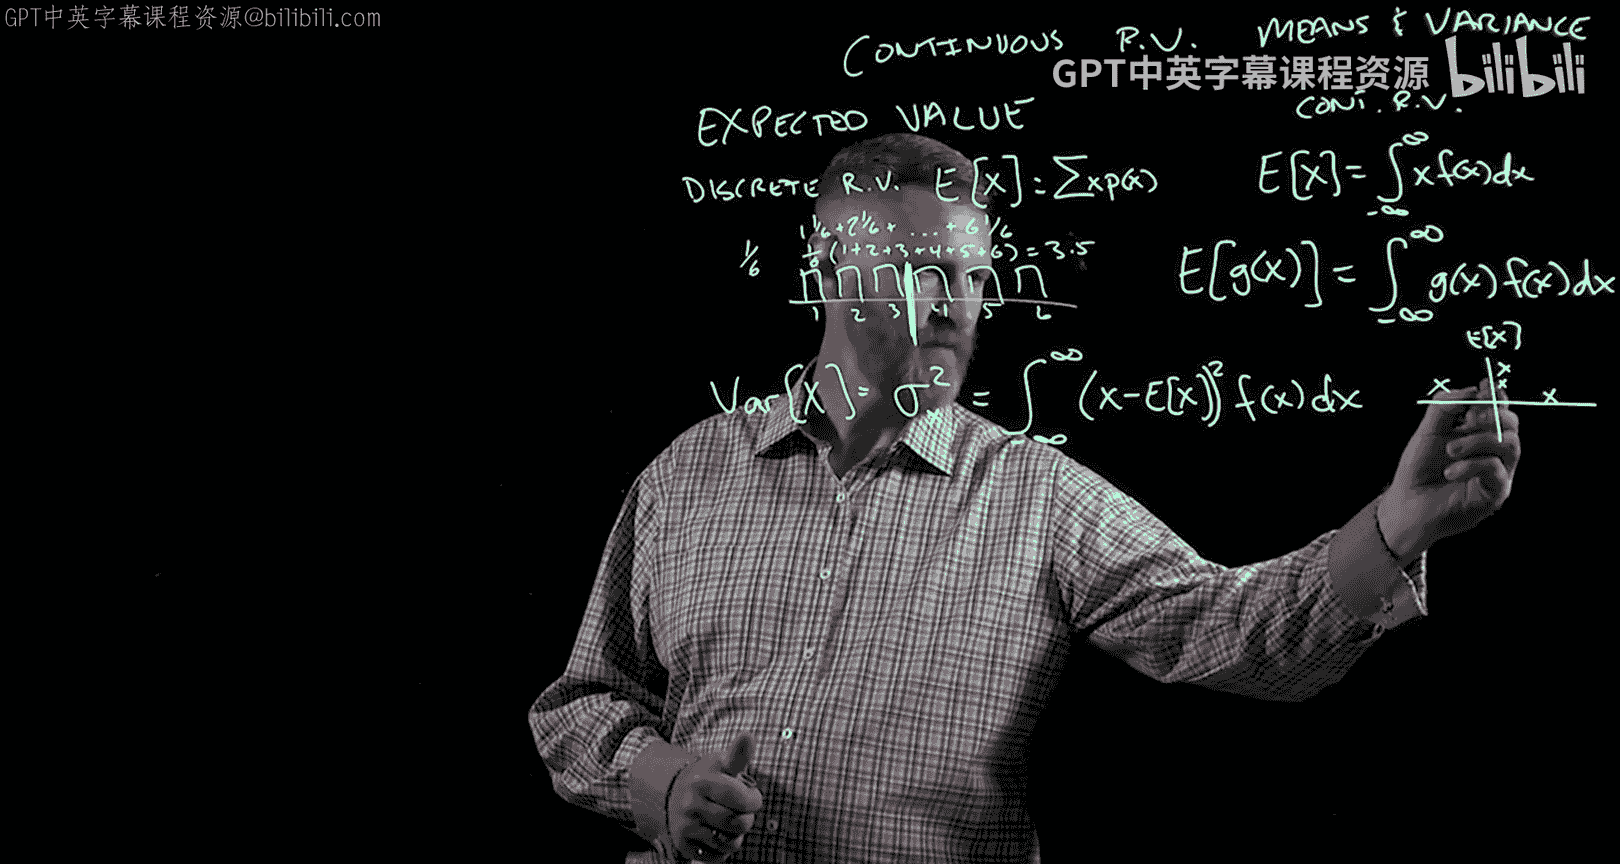 GPT中英字幕课程资源@bilibili.com
CONTINUOUS R.V. MEANS & VARIANCE
GPT中英字幕课程资源 bilibili
EXPECTED VALUE
CONT. R.V.
DISCRETE R.V. E[X] = ∑xp(x)
E[X] = ∫_{-∞}^{∞} x f(x) dx
1 1/6 + 2 1/6 + ... + 6 1/6
1/6 1/6 (1+2+3+4+5+6) = 3.5
1 2 3 4 5 6
E[g(X)] = ∫_{-∞}^{∞} g(x) f(x) dx
Var[X] = σ_x^2 = ∫_{-∞}^{∞} (x-E[X])^2 f(x) dx
E[X]
x x x x